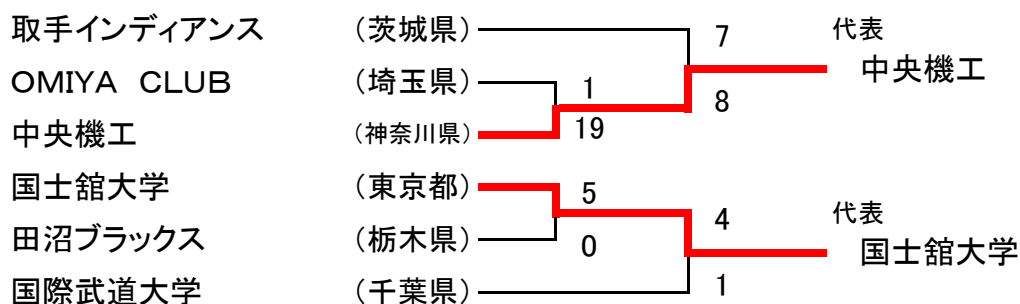 取手インディアンス （茨城県） 7 代表
OMIYA CLUB （埼玉県） 1 中央機工
中央機工 （神奈川県） 19 8
国士舘大学 （東京都） 5 4 代表
田沼ブラックス （栃木県） 0 国士舘大学
国際武道大学 （千葉県） 1